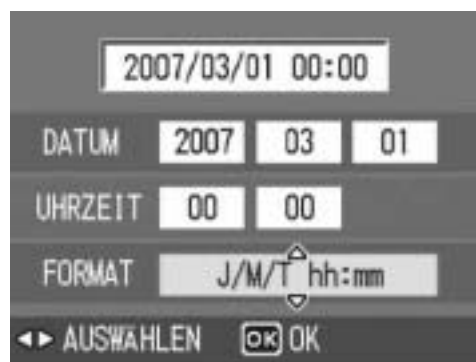 2007/03/01 00:00
DATUM 2007 03 01
UHRZEIT 00 00
FORMAT J/M/T hh:mm
AUSWÄHLEN OK OK